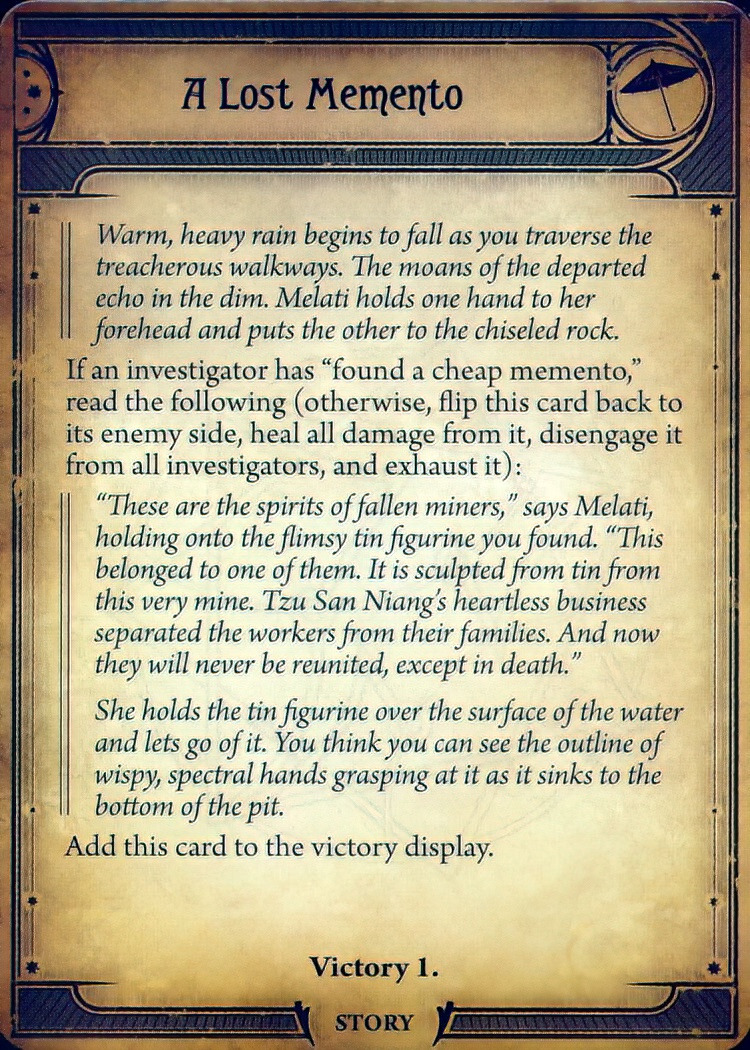 A Lost Memento
Warm, heavy rain begins to fall as you traverse the
treacherous walkways. The moans of the departed
echo in the dim. Melati holds one hand to her
forehead and puts the other to the chiseled rock.
If an investigator has “found a cheap memento,”
read the following (otherwise, flip this card back to
its enemy side, heal all damage from it, disengage it
from all investigators, and exhaust it):
“These are the spirits of fallen miners,” says Melati,
holding onto the flimsy tin figurine you found. “This
belonged to one of them. It is sculpted from tin from
this very mine. Tzu San Niang’s heartless business
separated the workers from their families. And now
they will never be reunited, except in death.”
She holds the tin figurine over the surface of the water
and lets go of it. You think you can see the outline of
wispy, spectral hands grasping at it as it sinks to the
bottom of the pit.
Add this card to the victory display.
Victory 1.
STORY